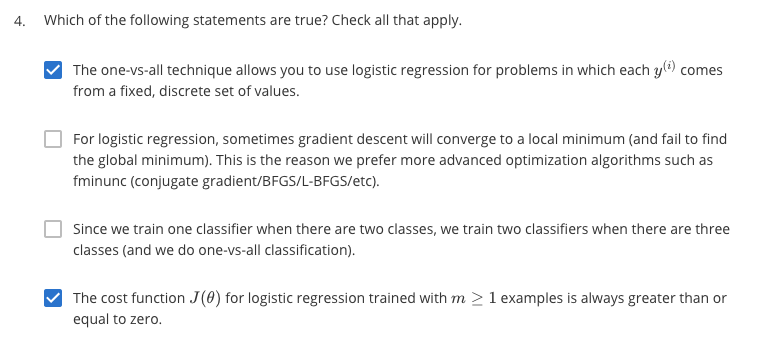 4. Which of the following statements are true? Check all that apply.
The one-vs-all technique allows you to use logistic regression for problems in which each y⁽ⁱ⁾ comes
from a fixed, discrete set of values.
For logistic regression, sometimes gradient descent will converge to a local minimum (and fail to find
the global minimum). This is the reason we prefer more advanced optimization algorithms such as
fminunc (conjugate gradient/BFGS/L-BFGS/etc).
Since we train one classifier when there are two classes, we train two classifiers when there are three
classes (and we do one-vs-all classification).
The cost function J(θ) for logistic regression trained with m ≥ 1 examples is always greater than or
equal to zero.